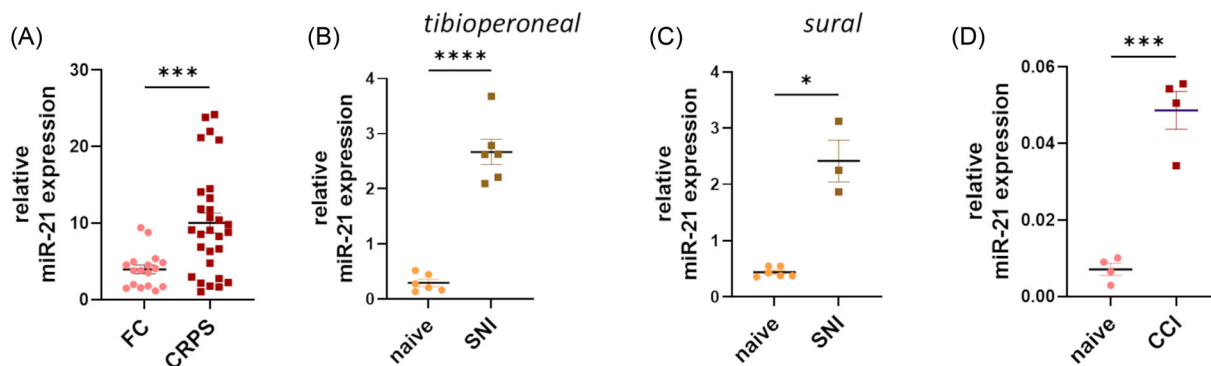 (A)
relative
miR-21 expression
30
20
10
0
***
FC
CRPS
(B)
tibioperoneal
relative
miR-21 expression
4
3
2
1
0
****
naive
SNI
(C)
sural
relative
miR-21 expression
4
3
2
1
0
*
naive
SNI
(D)
relative
miR-21 expression
0.06
0.04
0.02
0.00
***
naive
CCI